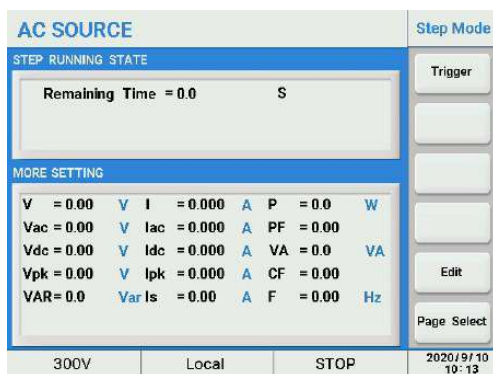 AC SOURCE
Step Mode
STEP RUNNING STATE
Remaining Time = 0.0 S
Trigger
MORE SETTING
V = 0.00 V I = 0.000 A P = 0.0 W
Vac = 0.00 V Iac = 0.000 A PF = 0.00
Vdc = 0.00 V Idc = 0.000 A VA = 0.0 VA
Vpk = 0.00 V Ipk = 0.000 A CF = 0.00
VAR= 0.0 Var Is = 0.00 A F = 0.00 Hz
Edit
Page Select
300V Local STOP
2020/9/10
10:13